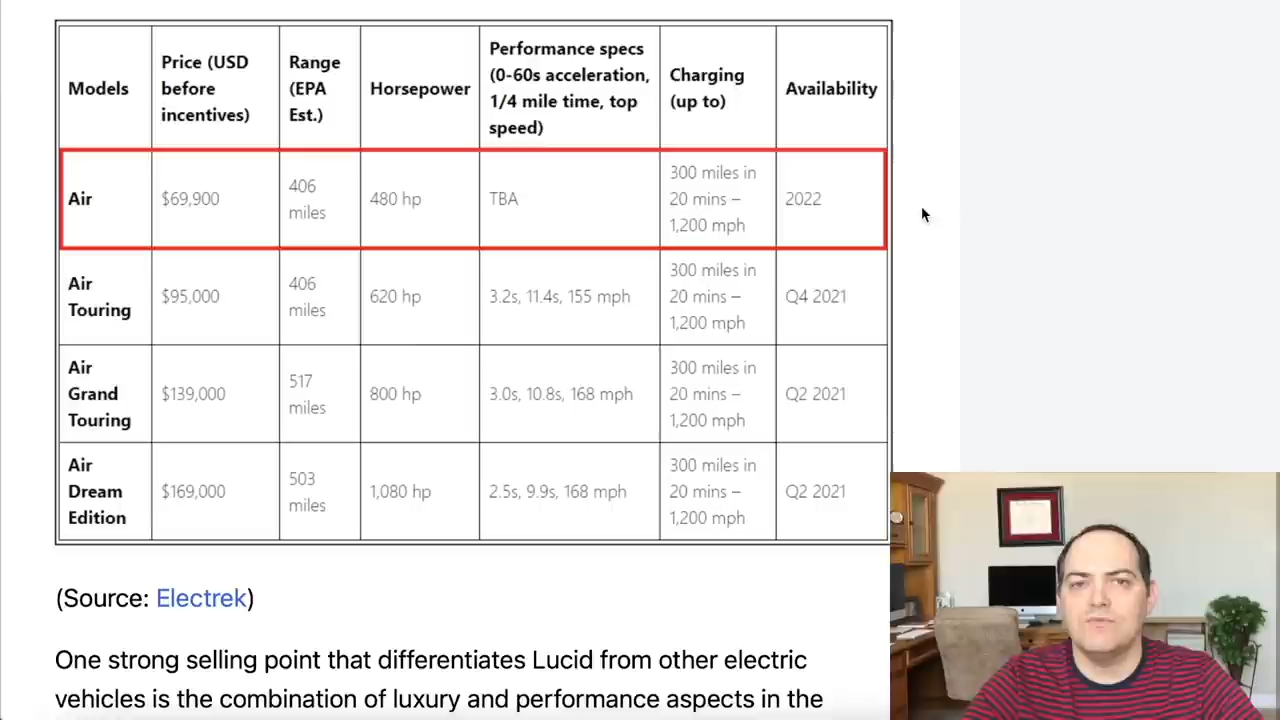 Models
Price (USD
before
incentives)
Range
(EPA
Est.)
Horsepower
Performance specs
(0-60s acceleration,
1/4 mile time, top
speed)
Charging
(up to)
Availability
Air
$69,900
406
miles
480 hp
TBA
300 miles in
20 mins –
1,200 mph
2022
Air
Touring
$95,000
406
miles
620 hp
3.2s, 11.4s, 155 mph
300 miles in
20 mins –
1,200 mph
Q4 2021
Air
Grand
Touring
$139,000
517
miles
800 hp
3.0s, 10.8s, 168 mph
300 miles in
20 mins –
1,200 mph
Q2 2021
Air
Dream
Edition
$169,000
503
miles
1,080 hp
2.5s, 9.9s, 168 mph
300 miles in
20 mins –
1,200 mph
Q2 2021
(Source: Electrek)
One strong selling point that differentiates Lucid from other electric
vehicles is the combination of luxury and performance aspects in the